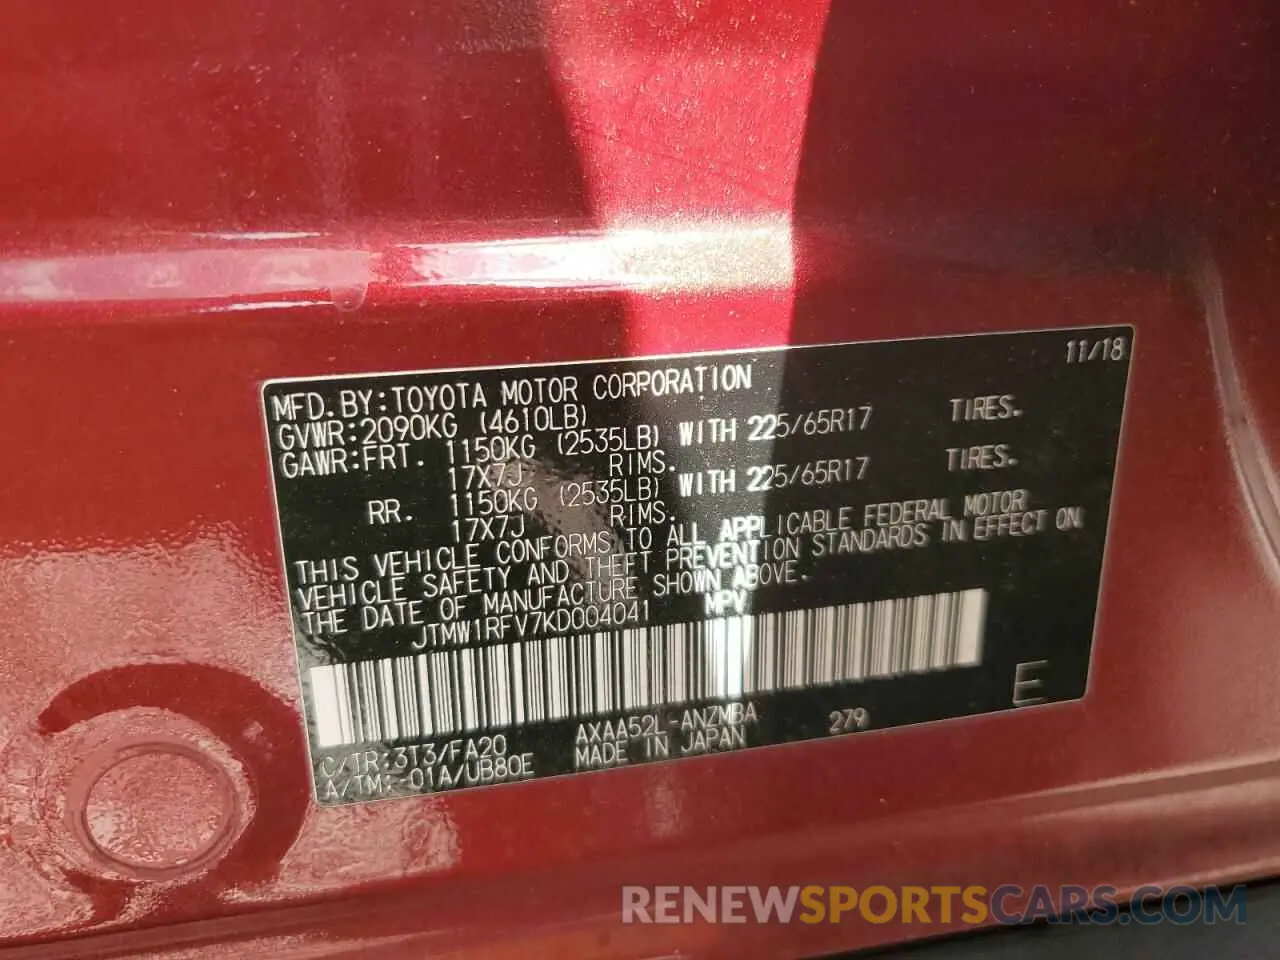 11/18
MFD.BY:TOYOTA MOTOR CORPORATION
GVWR:2090KG (4610LB)
GAWR:FRT. 1150KG (2535LB) WITH 225/65R17 TIRES.
17X7J RIMS.
RR. 1150KG (2535LB) WITH 225/65R17 TIRES.
17X7J RIMS.
THIS VEHICLE CONFORMS TO ALL APPLICABLE FEDERAL MOTOR
VEHICLE SAFETY AND THEFT PREVENTION STANDARDS IN EFFECT ON
THE DATE OF MANUFACTURE SHOWN ABOVE.
JTMW1RFV7KD004041 MPV
E
C/TR:3T3/FA20 AXAA52L-ANZMBA 279
A/TM: 01A/UB80E MADE IN JAPAN
RENEWSPORTSCARS.COM